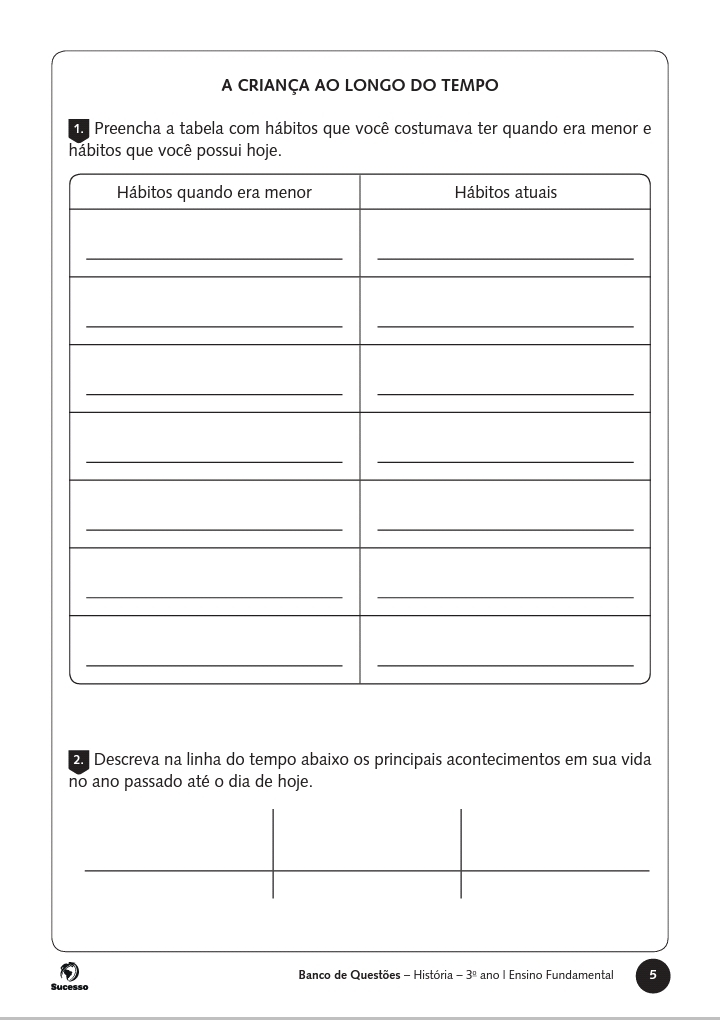 A CRIANÇA AO LONGO DO TEMPO
1. Preencha a tabela com hábitos que você costumava ter quando era menor e
hábitos que você possui hoje.
Hábitos quando era menor
Hábitos atuais
2. Descreva na linha do tempo abaixo os principais acontecimentos em sua vida
no ano passado até o dia de hoje.
Sucesso
Banco de Questões – História – 3º ano | Ensino Fundamental
5